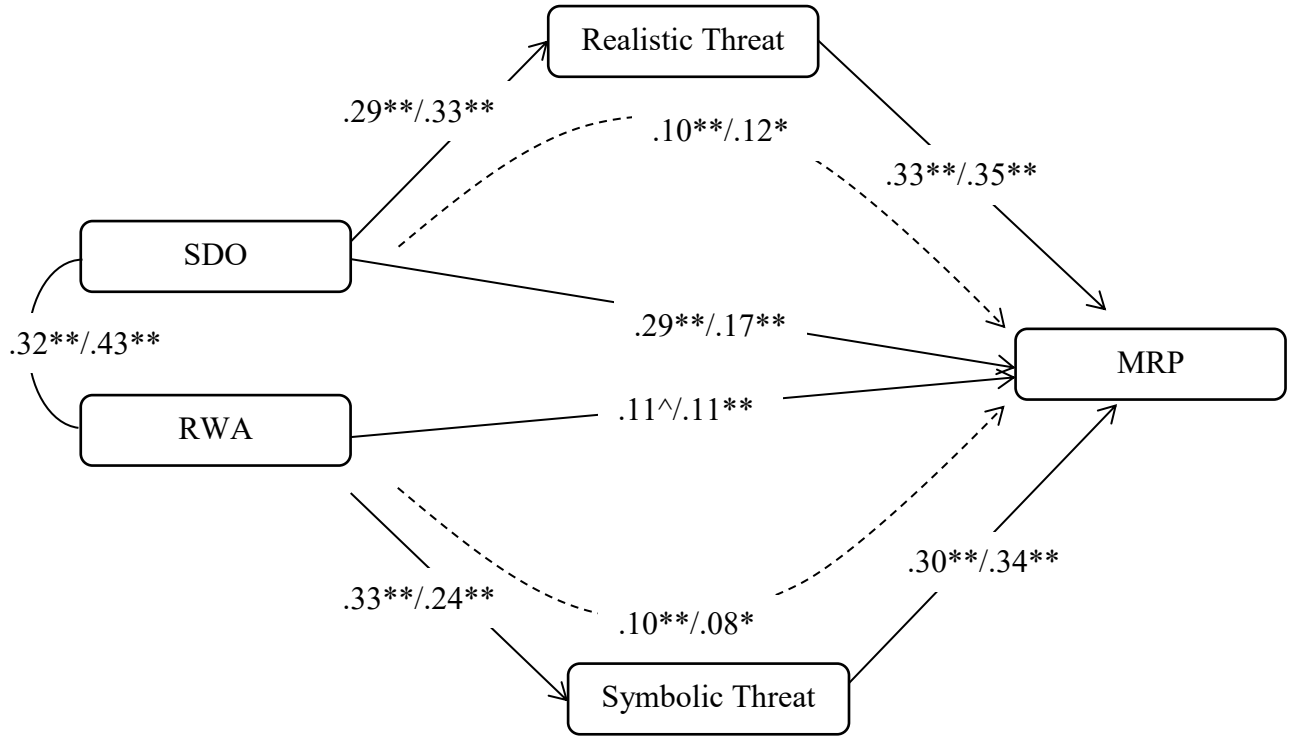 Realistic Threat
.29**/.33**
.10**/.12*
.33**/.35**
SDO
.29**/.17**
.32**/.43**
MRP
.11^/.11**
RWA
.30**/.34**
.33**/.24**
.10**/.08*
Symbolic Threat